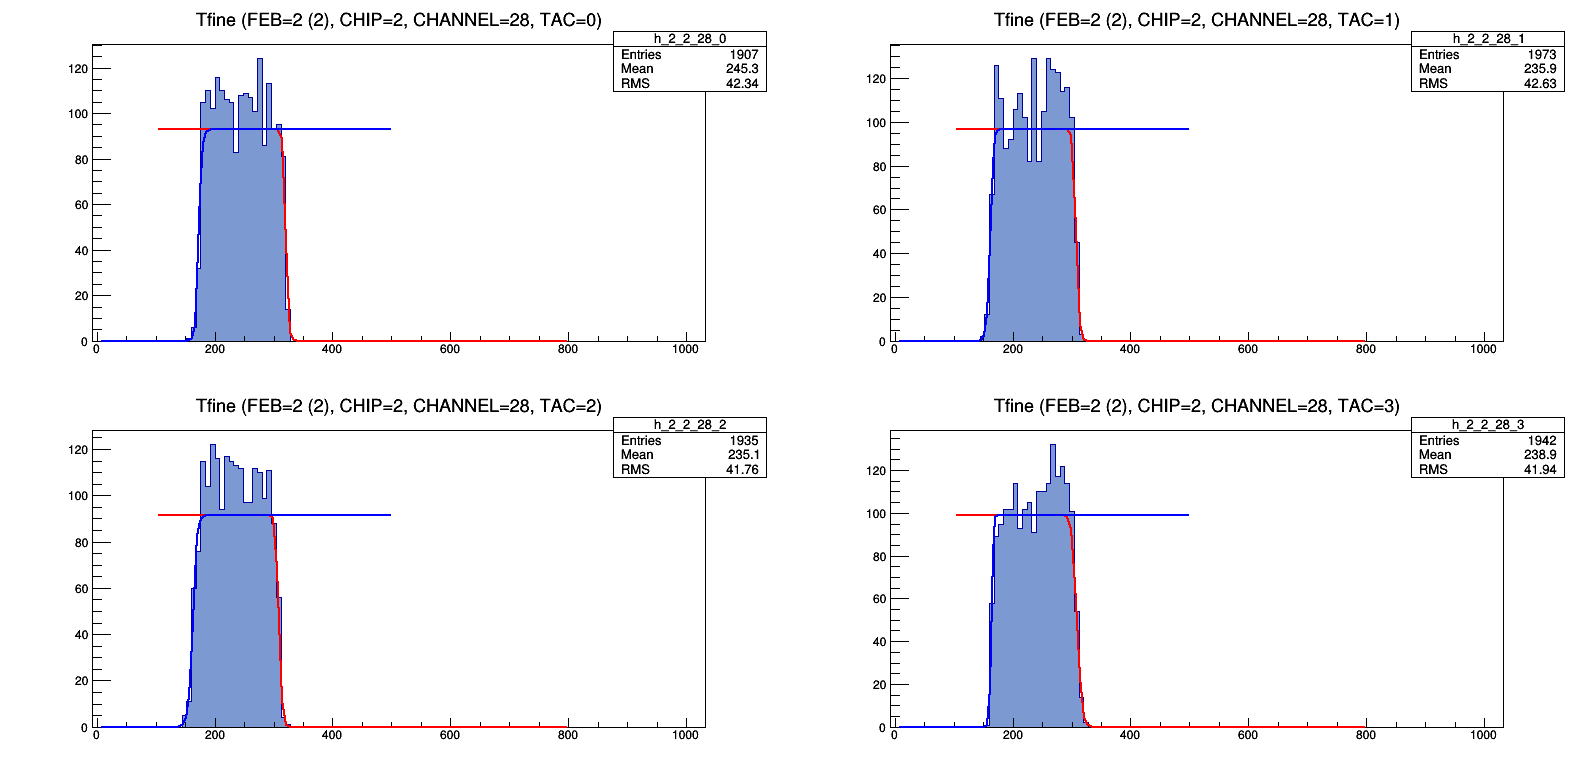 Tfine (FEB=2 (2), CHIP=2, CHANNEL=28, TAC=0)
h_2_2_28_0
Entries 1907
Mean 245.3
RMS 42.34
120
100
80
60
40
20
0
0 200 400 600 800 1000
Tfine (FEB=2 (2), CHIP=2, CHANNEL=28, TAC=1)
h_2_2_28_1
Entries 1973
Mean 235.9
RMS 42.63
120
100
80
60
40
20
0
0 200 400 600 800 1000
Tfine (FEB=2 (2), CHIP=2, CHANNEL=28, TAC=2)
h_2_2_28_2
Entries 1935
Mean 235.1
RMS 41.76
120
100
80
60
40
20
0
0 200 400 600 800 1000
Tfine (FEB=2 (2), CHIP=2, CHANNEL=28, TAC=3)
h_2_2_28_3
Entries 1942
Mean 238.9
RMS 41.94
120
100
80
60
40
20
0
0 200 400 600 800 1000